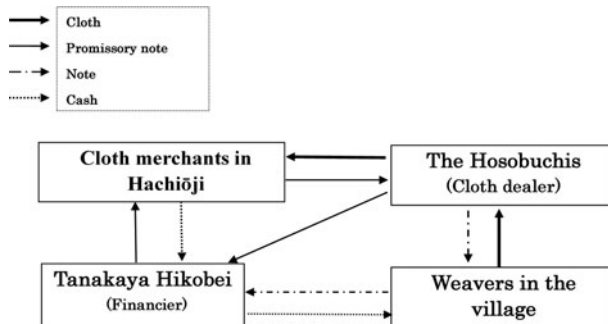 Cloth
Promissory note
Note
Cash
Cloth merchants in
Hachiōji
The Hosobuchis
(Cloth dealer)
Tanakaya Hikobei
(Financier)
Weavers in the
village